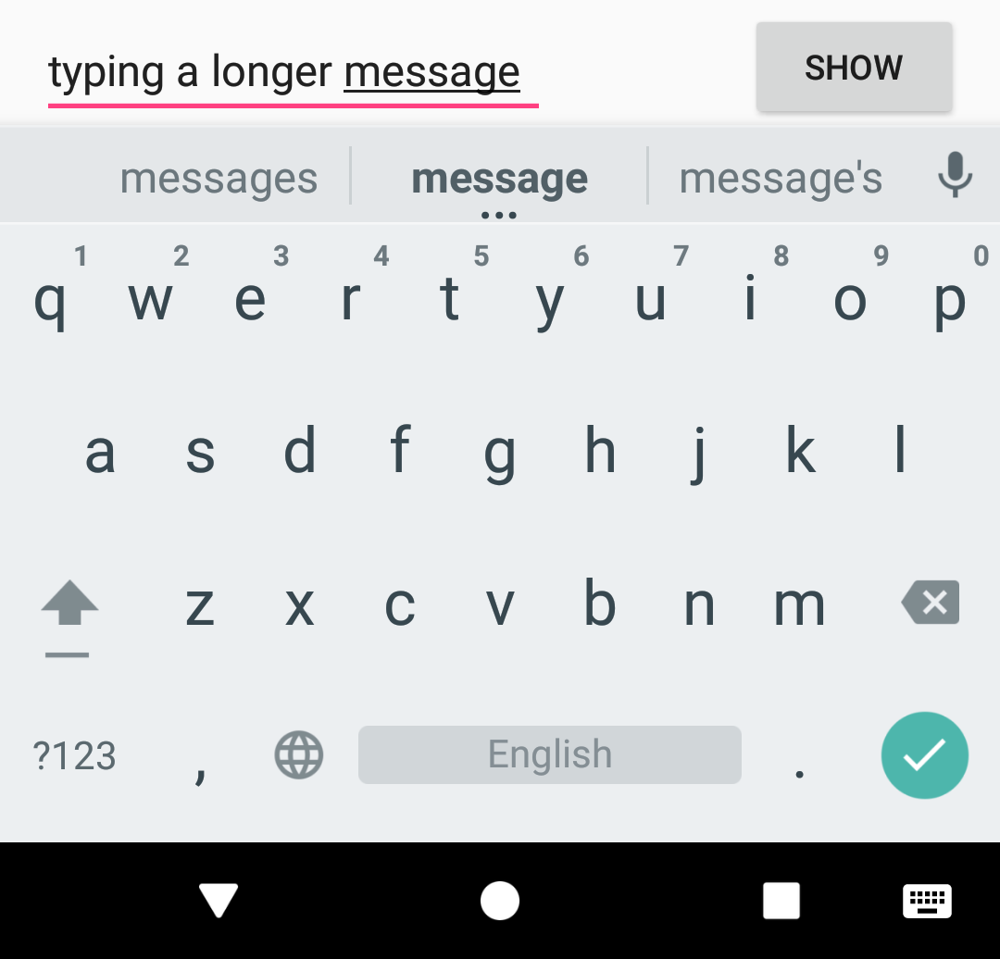 typing a longer message
SHOW
messages message message's
1 2 3 4 5 6 7 8 9 0
q w e r t y u i o p
a s d f g h j k l
z x c v b n m
?123 , English .